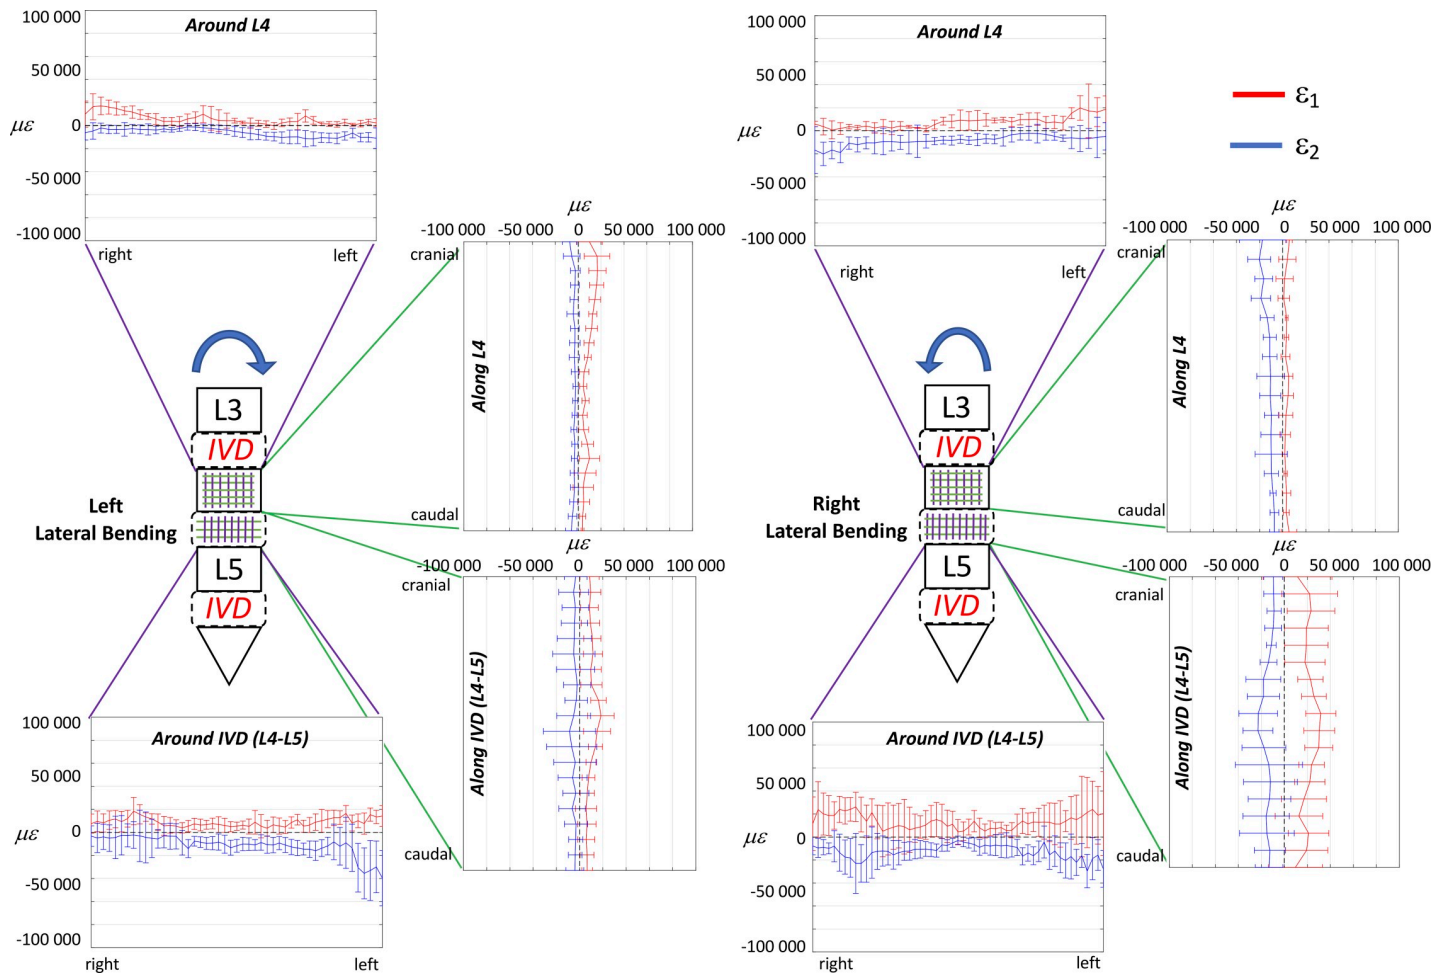 Around L4
100 000
50 000
0
με
-50 000
-100 000
right
left
με
-100 000
-50 000
0
50 000
100 000
cranial
Along L4
caudal
L3
IVD
Left
Lateral Bending
L5
IVD
με
-100 000
-50 000
0
50 000
100 000
cranial
Along IVD (L4-L5)
caudal
Around IVD (L4-L5)
100 000
50 000
0
με
-50 000
-100 000
right
left
Around L4
100 000
50 000
0
με
-50 000
-100 000
right
left
ε1
ε2
με
-100 000
-50 000
0
50 000
100 000
cranial
Along L4
caudal
L3
IVD
Right
Lateral Bending
L5
IVD
με
-100 000
-50 000
0
50 000
100 000
cranial
Along IVD (L4-L5)
caudal
Around IVD (L4-L5)
100 000
50 000
0
με
-50 000
-100 000
right
left